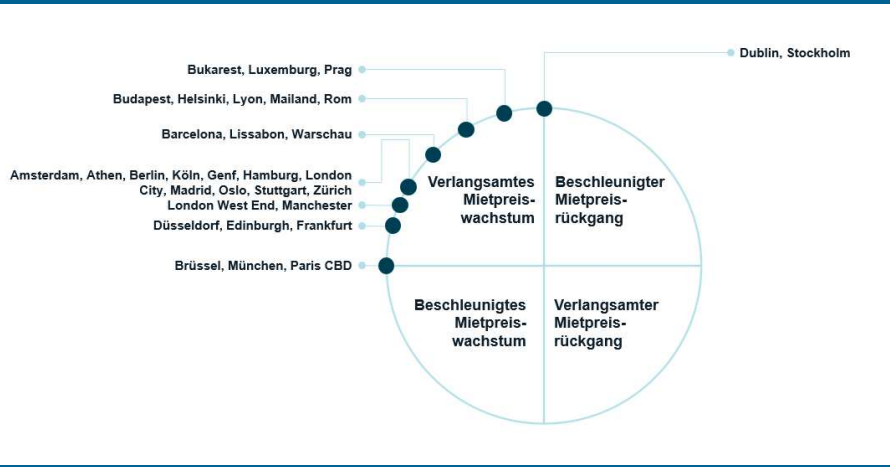 Dublin, Stockholm
Bukarest, Luxemburg, Prag
Budapest, Helsinki, Lyon, Mailand, Rom
Barcelona, Lissabon, Warschau
Amsterdam, Athen, Berlin, Köln, Genf, Hamburg, London
City, Madrid, Oslo, Stuttgart, Zürich
London West End, Manchester
Düsseldorf, Edinburgh, Frankfurt
Brüssel, München, Paris CBD
Verlangsamtes
Mietpreis-
wachstum
Beschleunigter
Mietpreis-
rückgang
Beschleunigtes
Mietpreis-
wachstum
Verlangsamter
Mietpreis-
rückgang